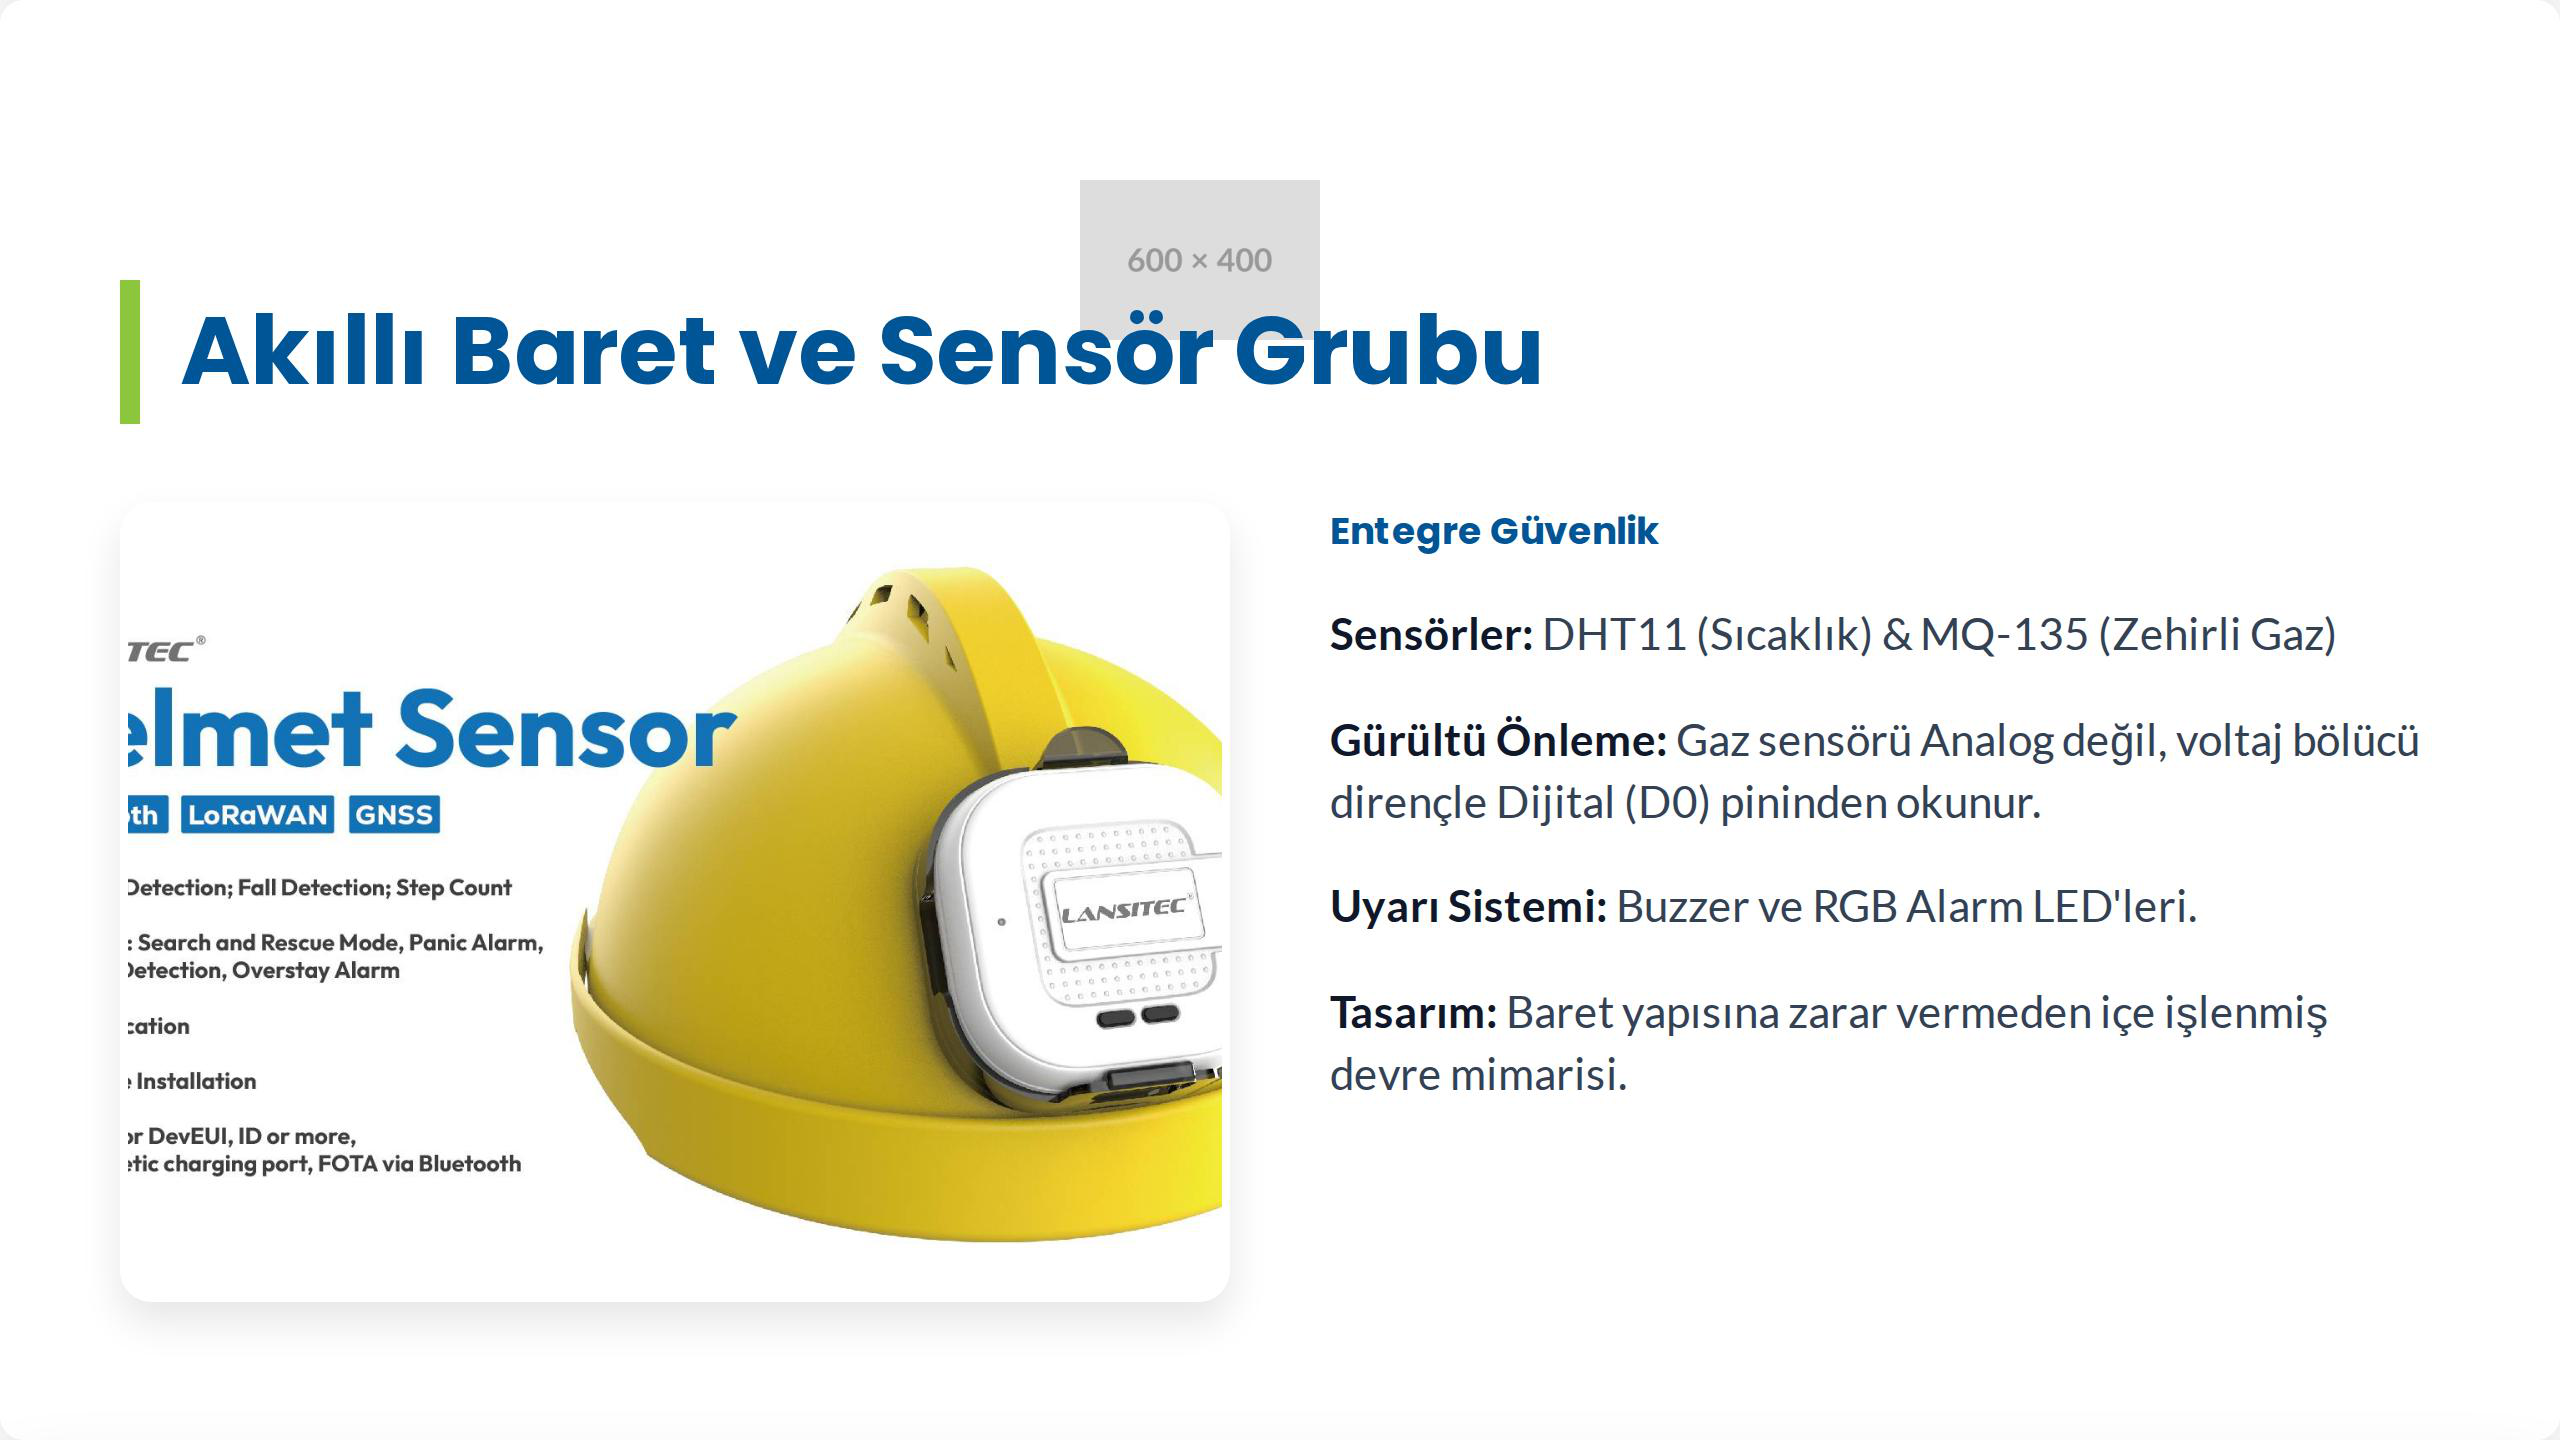 600 × 400
Akıllı Baret ve Sensör Grubu
TEC®
elmet Sensor
th LoRaWAN GNSS
Detection; Fall Detection; Step Count
: Search and Rescue Mode, Panic Alarm,
Detection, Overstay Alarm
cation
e Installation
or DevEUI, ID or more,
etic charging port, FOTA via Bluetooth
LANSITEC®
Entegre Güvenlik
Sensörler: DHT11 (Sıcaklık) & MQ-135 (Zehirli Gaz)
Gürültü Önleme: Gaz sensörü Analog değil, voltaj bölücü
dirençle Dijital (D0) pininden okunur.
Uyarı Sistemi: Buzzer ve RGB Alarm LED'leri.
Tasarım: Baret yapısına zarar vermeden içe işlenmiş
devre mimarisi.